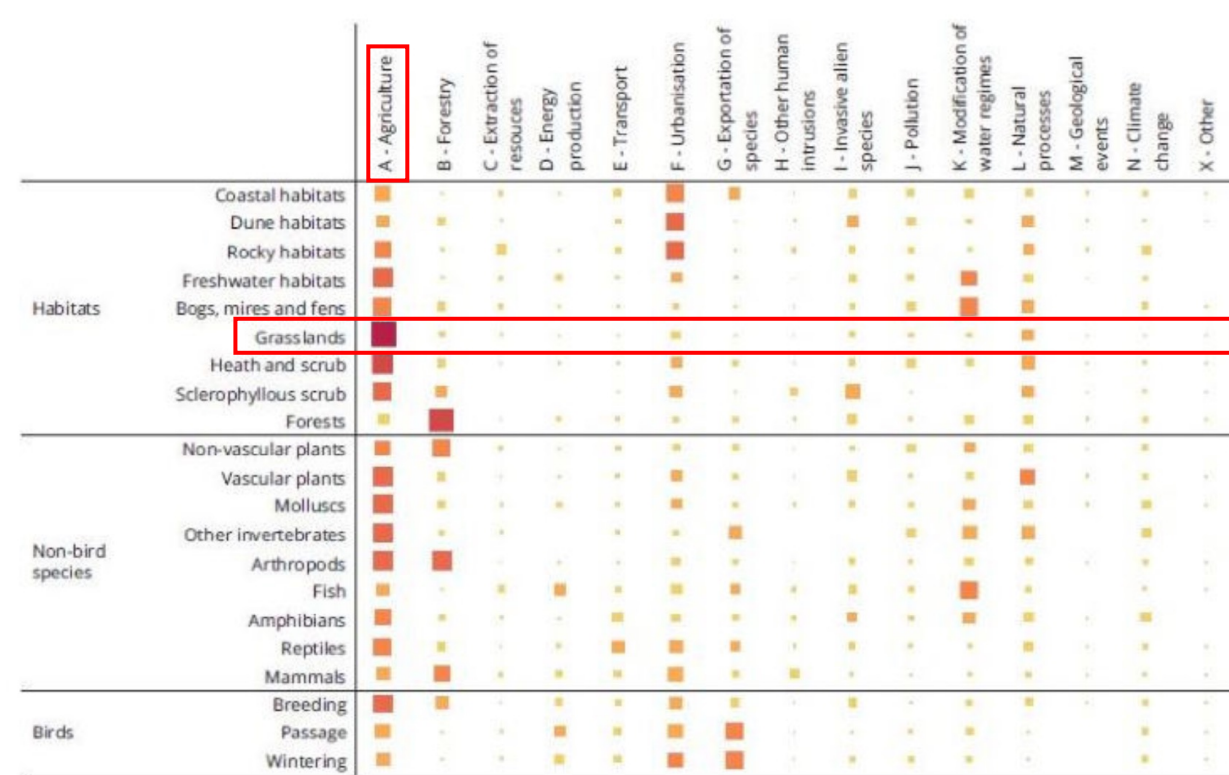 A - Agriculture
B - Forestry
C - Extraction of
resouces
D - Energy
production
E - Transport
F - Urbanisation
G - Exportation of
species
H - Other human
intrusions
I - Invasive alien
species
J - Pollution
K - Modification of
water regimes
L - Natural
processes
M - Geological
events
N - Climate
change
X - Other
Habitats
Coastal habitats
Dune habitats
Rocky habitats
Freshwater habitats
Bogs, mires and fens
Grasslands
Heath and scrub
Sclerophyllous scrub
Forests
Non-bird
species
Non-vascular plants
Vascular plants
Molluscs
Other invertebrates
Arthropods
Fish
Amphibians
Reptiles
Mammals
Birds
Breeding
Passage
Wintering